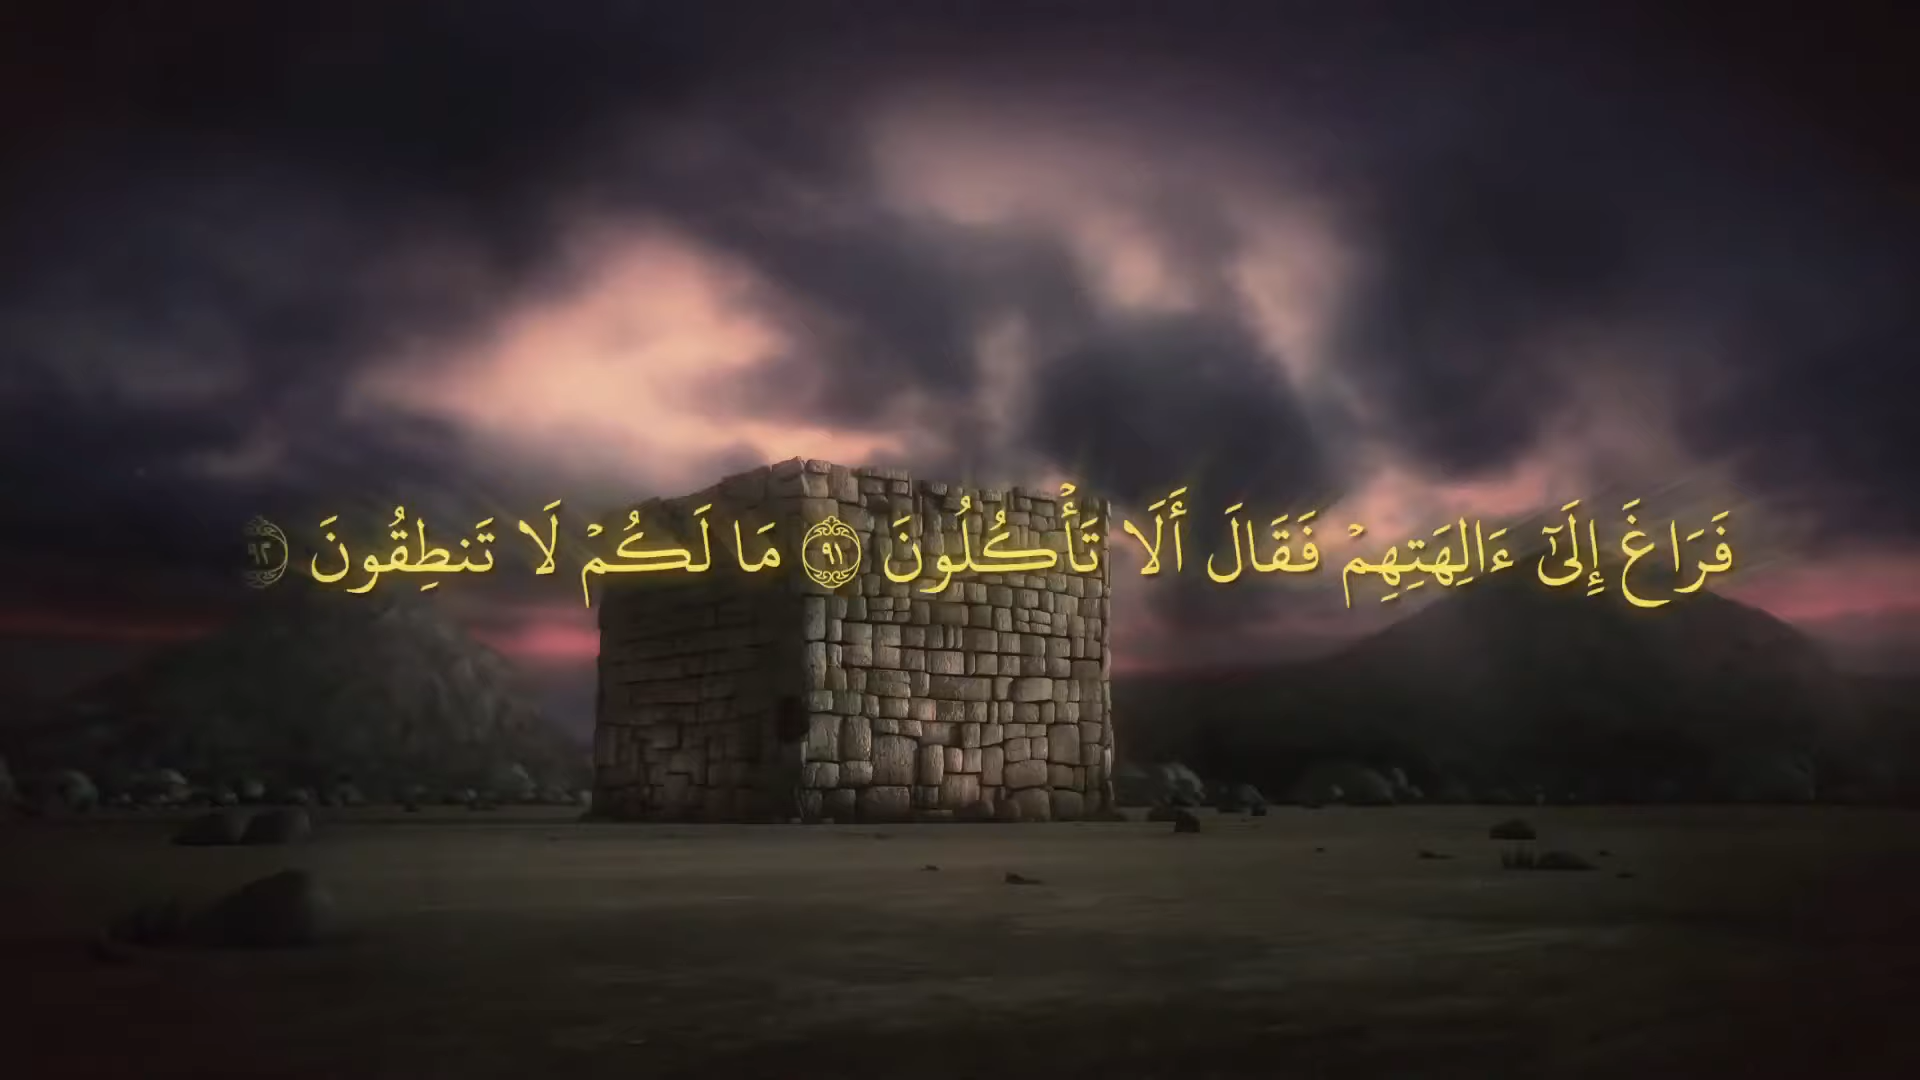 فَرَاغَ إِلَىٰٓ ءَالِهَتِهِمۡ فَقَالَ أَلَا تَأۡكُلُونَ ۝٩١ مَا لَكُمۡ لَا تَنطِقُونَ ۝٩٢